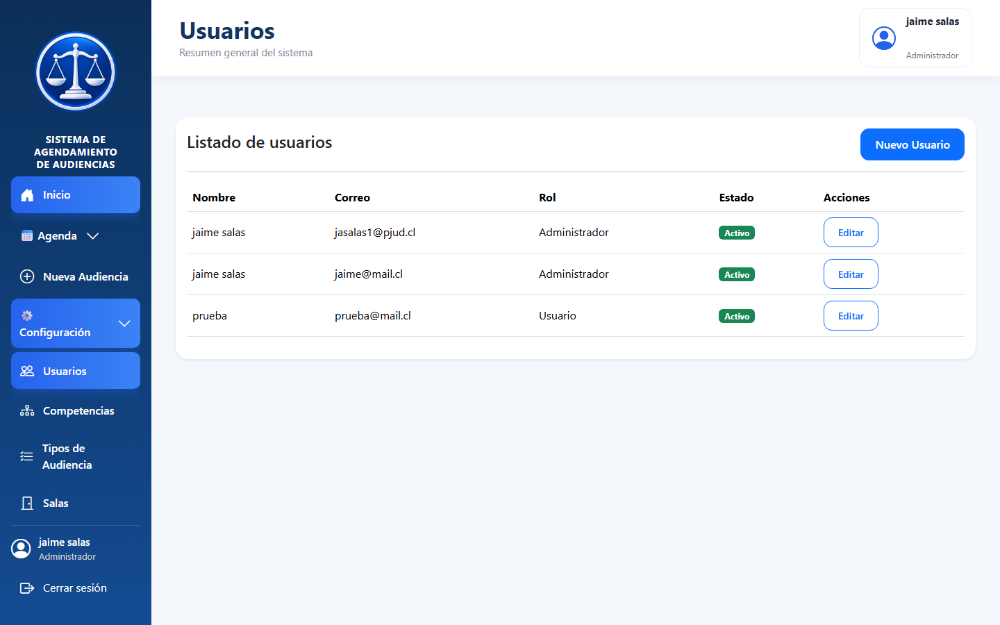 SISTEMA DE
AGENDAMIENTO
DE AUDIENCIAS
Inicio
Agenda
Nueva Audiencia
Configuración
Usuarios
Competencias
Tipos de
Audiencia
Salas
jaime salas
Administrador
Cerrar sesión
Usuarios
Resumen general del sistema
jaime salas
Administrador
Listado de usuarios
Nuevo Usuario
Nombre Correo Rol Estado Acciones
jaime salas jasalas1@pjud.cl Administrador Activo Editar
jaime salas jaime@mail.cl Administrador Activo Editar
prueba prueba@mail.cl Usuario Activo Editar